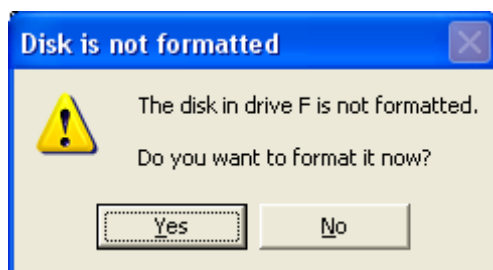 Disk is not formatted
The disk in drive F is not formatted.
Do you want to format it now?
Yes No